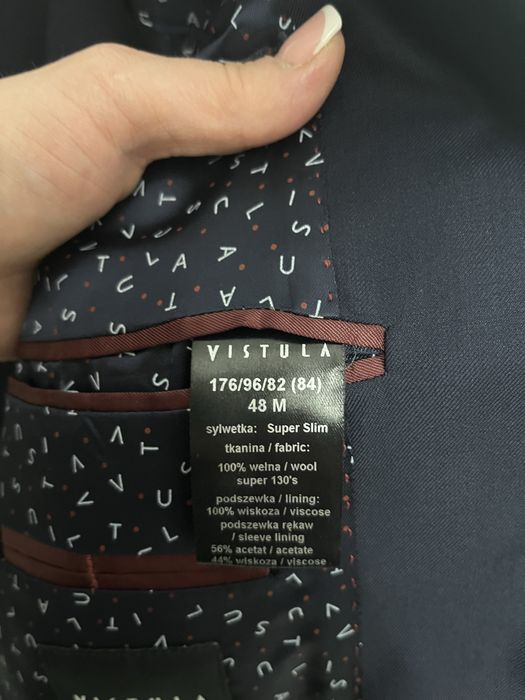 VISTULA
176/96/82 (84)
48 M
sylwetka: Super Slim
tkanina / fabric:
100% wełna / wool
super 130's
podszewka / lining:
100% wiskoza / viscose
podszewka rękaw
/ sleeve lining
56% acetat / acetate
44% wiskoza / viscose
VISTULA